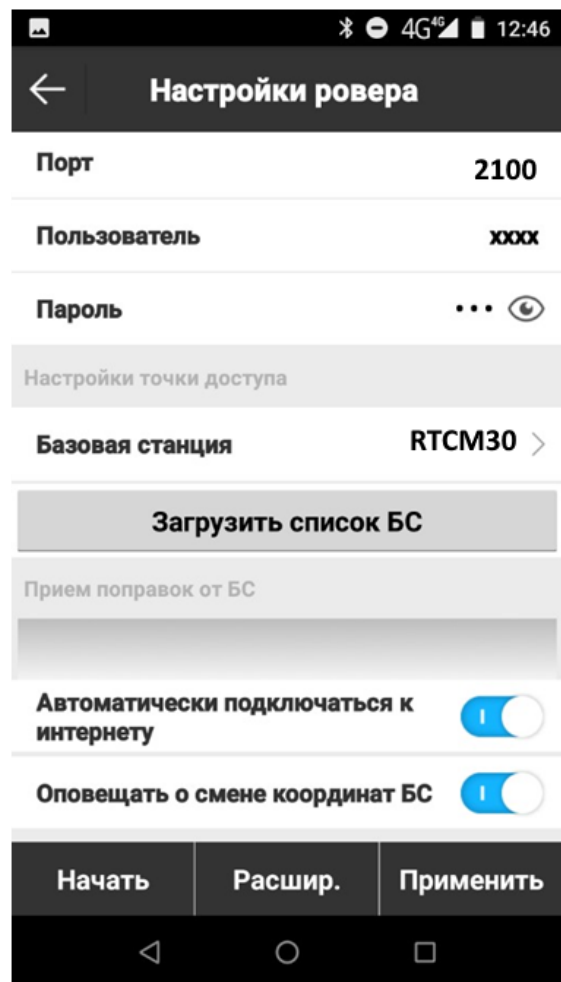 4G 4G 12:46
Настройки ровера
Порт 2100
Пользователь xxxx
Пароль •••
Настройки точки доступа
Базовая станция RTCM30
Загрузить список БС
Прием поправок от БС
Автоматически подключаться к
интернету
Оповещать о смене координат БС
Начать Расшир. Применить